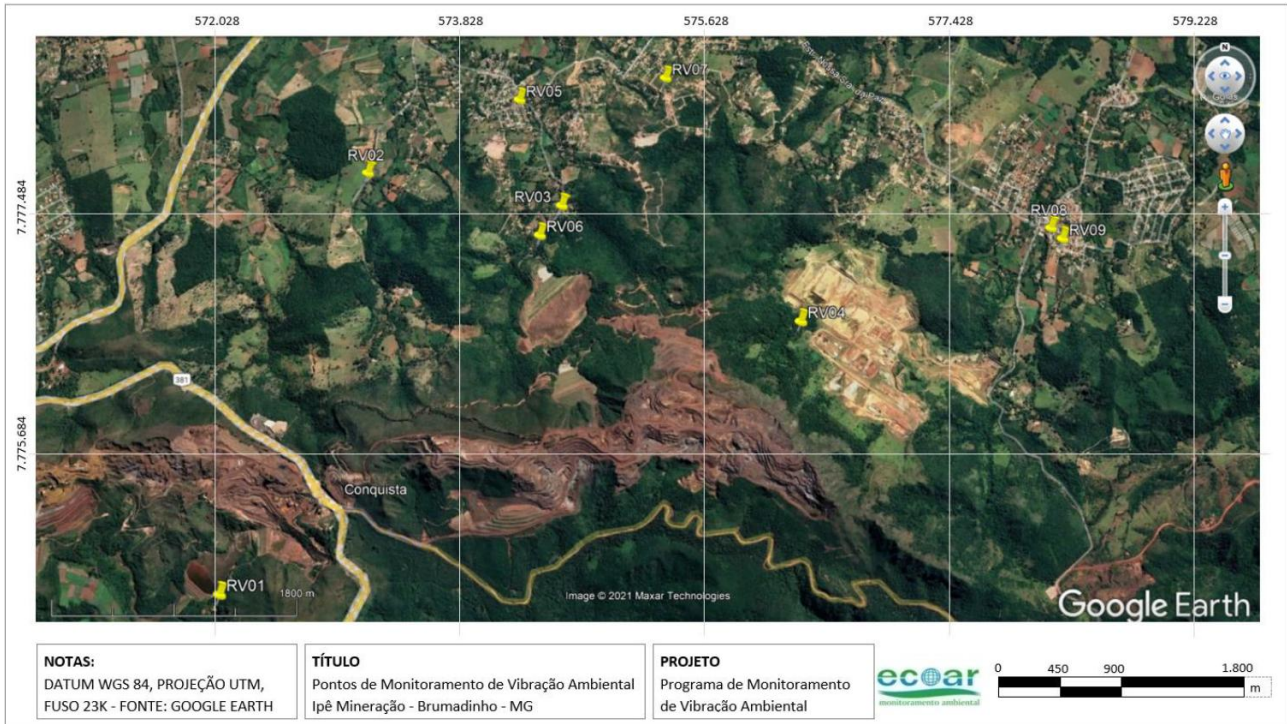 572.028 573.828 575.628 577.428 579.228
N
RV07
RV05
RV02
RV03
7.777.484
RV08
RV06
RV09
RV04
381
7.775.684
Conquista
RV01
1800 m
Image © 2021 Maxar Technologies
Google Earth
NOTAS:
DATUM WGS 84, PROJEÇÃO UTM,
FUSO 23K - FONTE: GOOGLE EARTH
TÍTULO
Pontos de Monitoramento de Vibração Ambiental
Ipê Mineração - Brumadinho - MG
PROJETO
Programa de Monitoramento
de Vibração Ambiental
ecoar
monitoramento ambiental
0 450 900 1.800
m